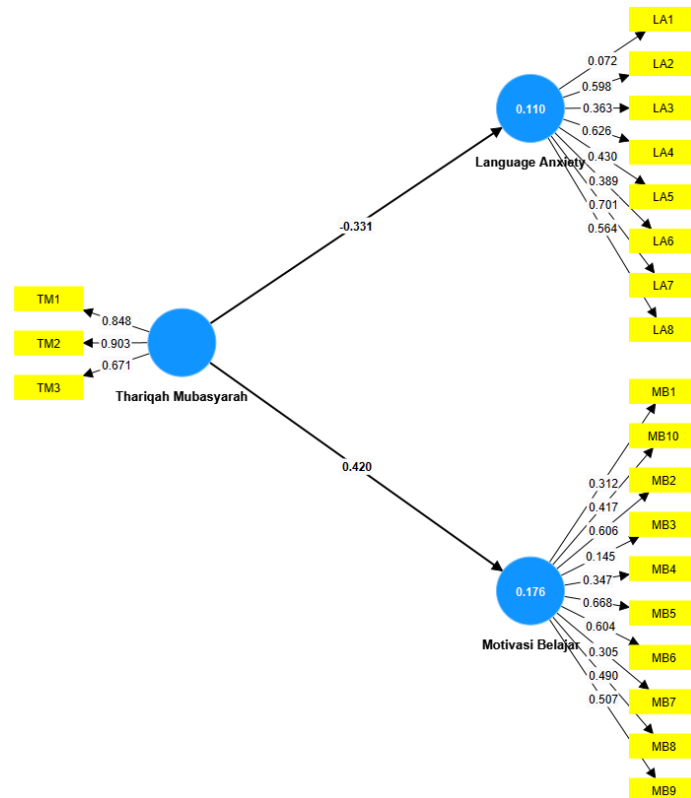 LA1
0.072
LA2
0.598
LA3
0.363
0.110
0.626
LA4
0.430
Language Anxiety
0.389
LA5
0.701
0.564
LA6
-0.331
LA7
TM1
0.848
LA8
TM2
0.903
TM3
0.671
Thariqah Mubasyarah
MB1
MB10
0.420
0.312
MB2
0.417
0.606
MB3
0.145
0.347
MB4
0.176
0.668
MB5
0.604
Motivasi Belajar
0.305
MB6
0.490
0.507
MB7
MB8
MB9